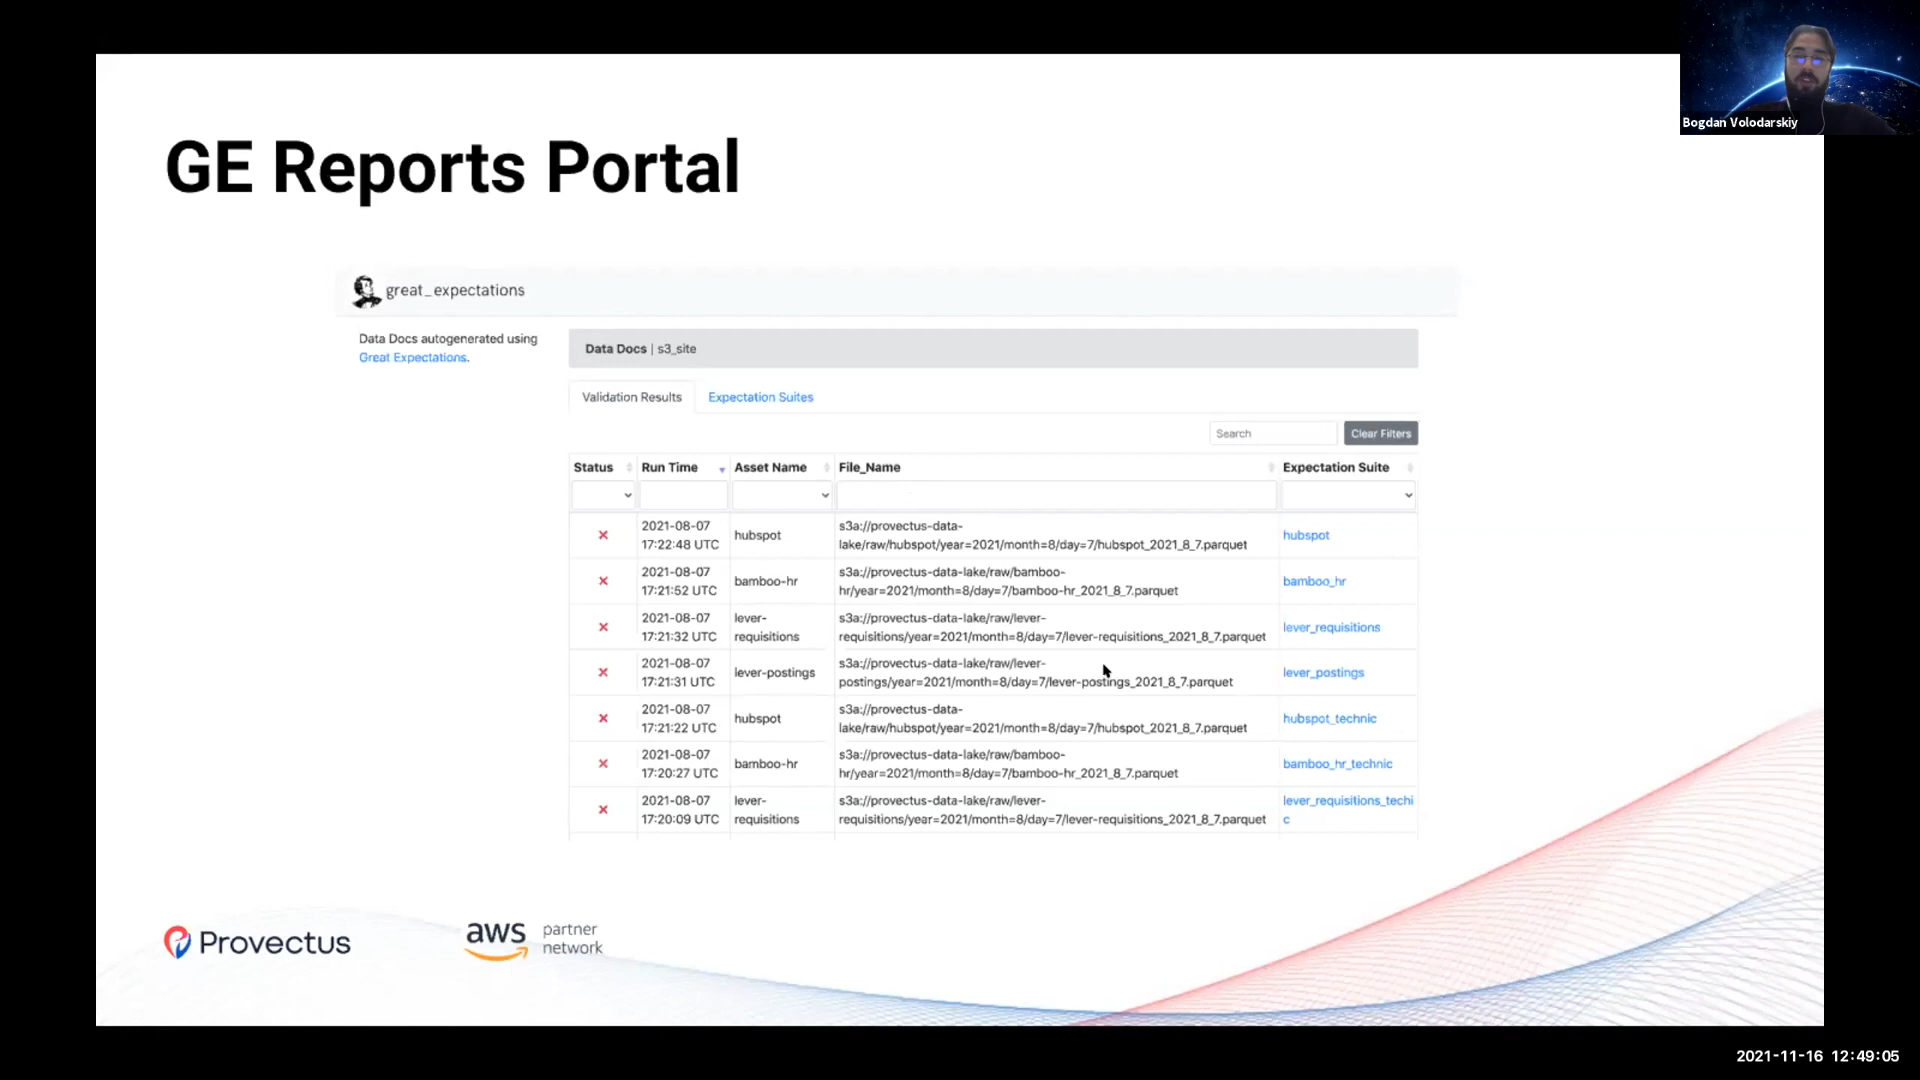 Bogdan Volodarskiy
GE Reports Portal
great_expectations
Data Docs autogenerated using
Great Expectations.
Data Docs | s3_site
Validation Results
Expectation Suites
Search
Clear Filters
Status
Run Time
Asset Name
File_Name
Expectation Suite
2021-08-07
17:22:48 UTC
hubspot
s3a://provectus-data-
lake/raw/hubspot/year=2021/month=8/day=7/hubspot_2021_8_7.parquet
hubspot
2021-08-07
17:21:52 UTC
bamboo-hr
s3a://provectus-data-lake/raw/bamboo-
hr/year=2021/month=8/day=7/bamboo-hr_2021_8_7.parquet
bamboo_hr
2021-08-07
17:21:32 UTC
lever-
requisitions
s3a://provectus-data-lake/raw/lever-
requisitions/year=2021/month=8/day=7/lever-requisitions_2021_8_7.parquet
lever_requisitions
2021-08-07
17:21:31 UTC
lever-postings
s3a://provectus-data-lake/raw/lever-
postings/year=2021/month=8/day=7/lever-postings_2021_8_7.parquet
lever_postings
2021-08-07
17:21:22 UTC
hubspot
s3a://provectus-data-
lake/raw/hubspot/year=2021/month=8/day=7/hubspot_2021_8_7.parquet
hubspot_technic
2021-08-07
17:20:27 UTC
bamboo-hr
s3a://provectus-data-lake/raw/bamboo-
hr/year=2021/month=8/day=7/bamboo-hr_2021_8_7.parquet
bamboo_hr_technic
2021-08-07
17:20:09 UTC
lever-
requisitions
s3a://provectus-data-lake/raw/lever-
requisitions/year=2021/month=8/day=7/lever-requisitions_2021_8_7.parquet
lever_requisitions_techi
c
Provectus
aws
partner
network
2021-11-16 12:49:05